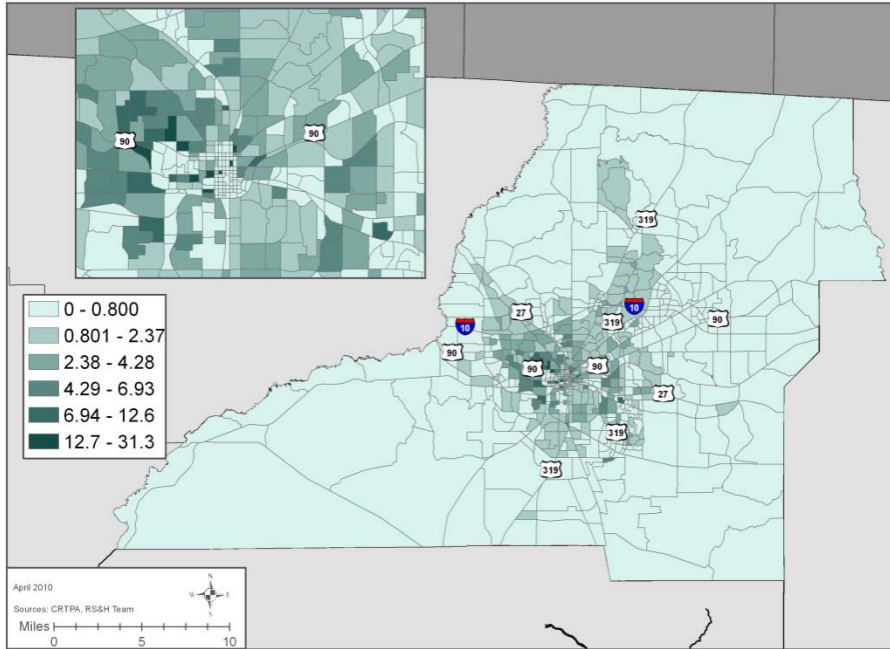 90
90
319
0 - 0.800
0.801 - 2.37
2.38 - 4.28
4.29 - 6.93
6.94 - 12.6
12.7 - 31.3
10
27
319
90
10
90
90
90
27
319
319
April 2010
Sources: CRTPA, RS&H Team
N
W E
S
Miles 0 5 10